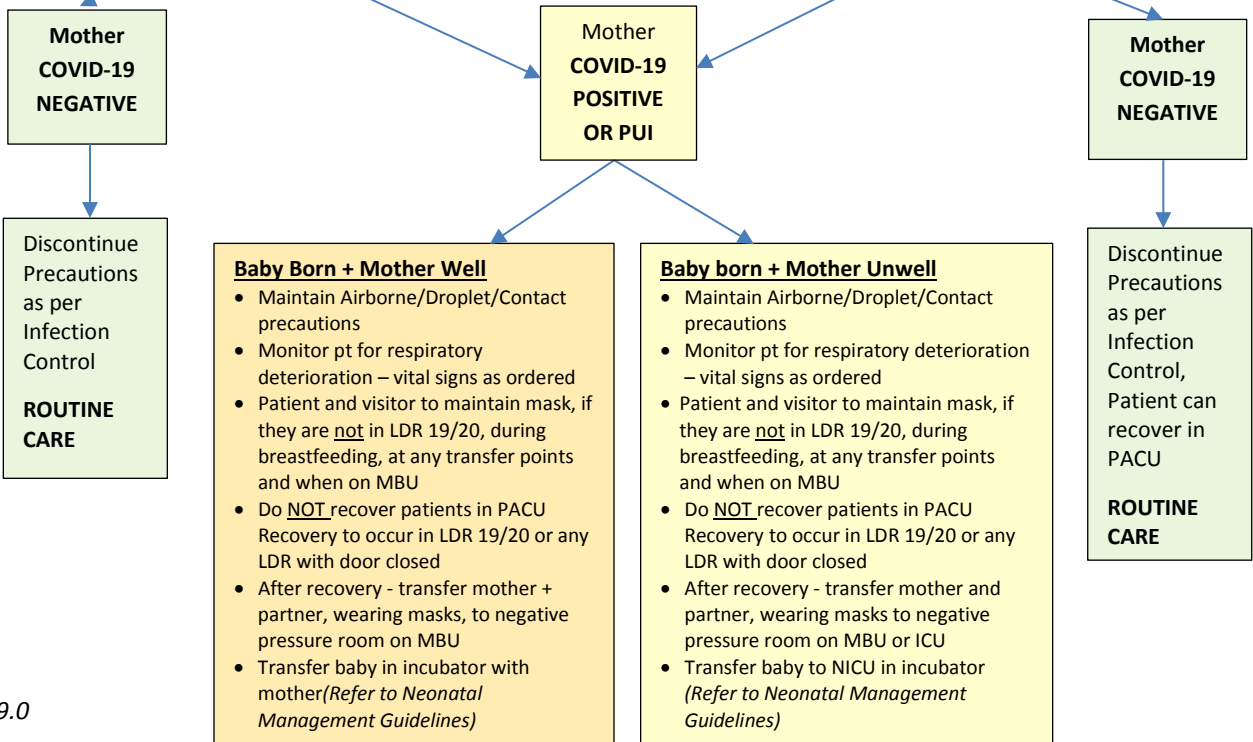 Mother
COVID-19
NEGATIVE
Mother
COVID-19
POSITIVE
OR PUI
Mother
COVID-19
NEGATIVE
Discontinue
Precautions
as per
Infection
Control
ROUTINE
CARE
Baby Born + Mother Well
• Maintain Airborne/Droplet/Contact
precautions
• Monitor pt for respiratory
deterioration – vital signs as ordered
• Patient and visitor to maintain mask, if
they are not in LDR 19/20, during
breastfeeding, at any transfer points
and when on MBU
• Do NOT recover patients in PACU
Recovery to occur in LDR 19/20 or any
LDR with door closed
• After recovery - transfer mother +
partner, wearing masks, to negative
pressure room on MBU
• Transfer baby in incubator with
mother(Refer to Neonatal
Management Guidelines)
Baby born + Mother Unwell
• Maintain Airborne/Droplet/Contact
precautions
• Monitor pt for respiratory deterioration
– vital signs as ordered
• Patient and visitor to maintain mask, if
they are not in LDR 19/20, during
breastfeeding, at any transfer points
and when on MBU
• Do NOT recover patients in PACU
Recovery to occur in LDR 19/20 or any
LDR with door closed
• After recovery - transfer mother and
partner, wearing masks to negative
pressure room on MBU or ICU
• Transfer baby to NICU in incubator
(Refer to Neonatal Management
Guidelines)
Discontinue
Precautions
as per
Infection
Control,
Patient can
recover in
PACU
ROUTINE
CARE
9.0